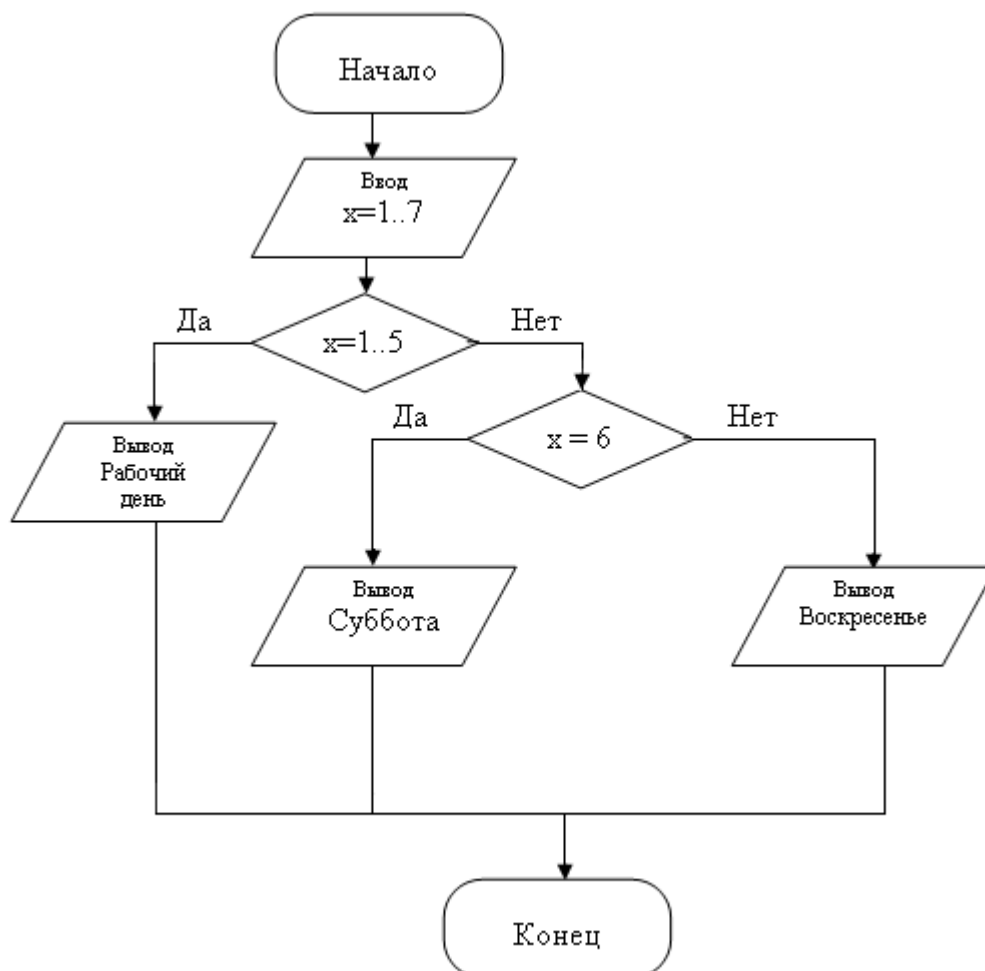 Начало
Ввод
x=1..7
Да
Нет
x=1..5
Да
Нет
x = 6
Вывод
Рабочий
день
Вывод
Суббота
Вывод
Воскресенье
Конец